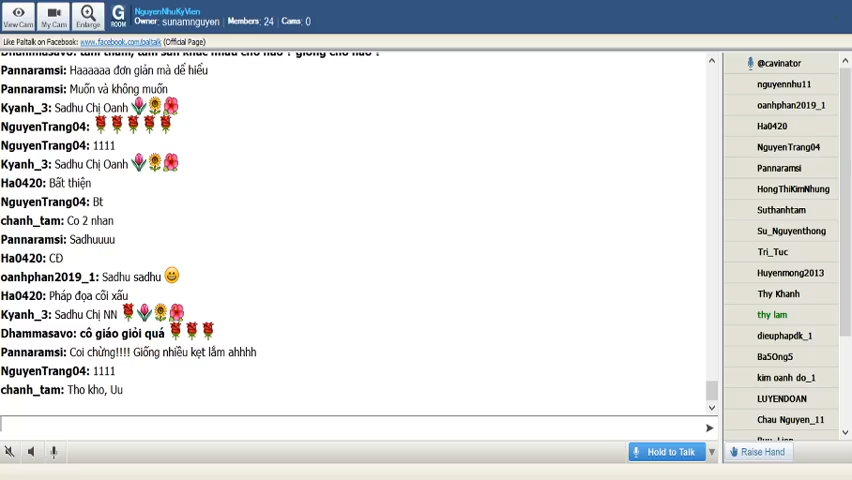 NguyenNhuKyVien
Owner: sunamnguyen Members: 24 Cams: 0
View Cam
My Cam
Enlarge
G
ROOM
Like Paltalk on Facebook: www.facebook.com/paltalk (Official Page)
Pannaramsi: Haaaaaa đơn giản mà dể hiểu
Pannaramsi: Muốn và không muốn
Kyanh_3: Sadhu Chị Oanh
NguyenTrang04:
NguyenTrang04: 1111
Kyanh_3: Sadhu Chị Oanh
Ha0420: Bất thiện
NguyenTrang04: Bt
chanh_tam: Co 2 nhan
Pannaramsi: Sadhuuuu
Ha0420: CĐ
oanhphan2019_1: Sadhu sadhu
Ha0420: Pháp đọa cõi xấu
Kyanh_3: Sadhu Chị NN
Dhammasavo: cô giáo giỏi quá
Pannaramsi: Coi chừng!!!! Giống nhiều kẹt lắm ahhhh
NguyenTrang04: 1111
chanh_tam: Tho kho, Uu
@cavinator
nguyennhu11
oanhphan2019_1
Ha0420
NguyenTrang04
Pannaramsi
HongThiKimNhung
Suthanhtam
Su_Nguyenthong
Tri_Tuc
Huyenmong2013
Thy Khanh
thy lam
dieuphapdk_1
Ba5Ong5
kim oanh do_1
LUYENDOAN
Chau Nguyen_11
Hold to Talk
Raise Hand